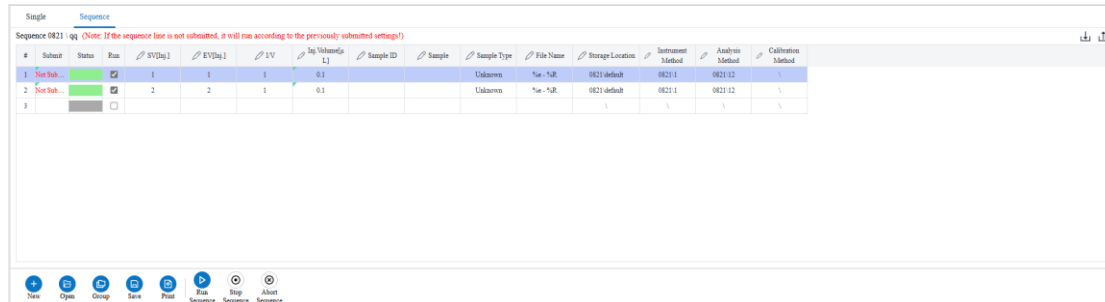 Single Sequence
Sequence 0821 \ qq (Note: If the sequence line is not submitted, it will run according to the previously submitted settings!)
# Submit Status Run SV[Inj.] EV[Inj.] I/V Inj.Volume[µL] Sample ID Sample Sample Type File Name Storage Location Instrument Method Analysis Method Calibration Method
1 Not Sub... 1 1 1 0.1 Unknown %e - %R 0821\default 0821\1 0821\12 \
2 Not Sub... 2 2 1 0.1 Unknown %e - %R 0821\default 0821\1 0821\12 \
3 \ \ \ \
New Open Group Save Print Run Sequence Stop Sequence Abort Sequence